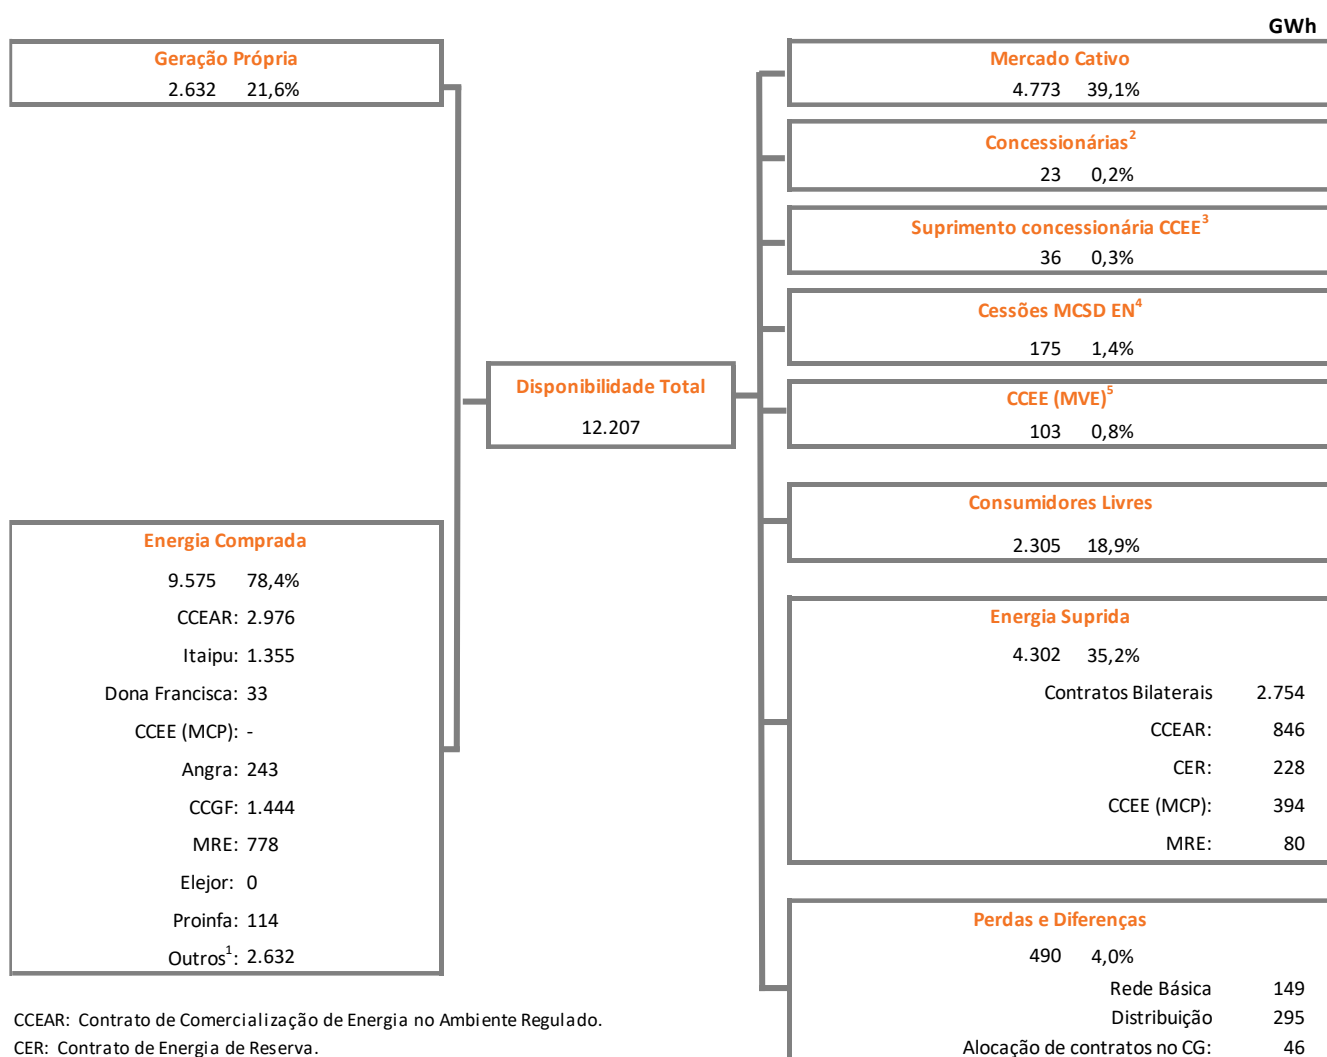 GWh
Geração Própria
2.632 21,6%
Energia Comprada
9.575 78,4%
CCEAR: 2.976
Itaipu: 1.355
Dona Francisca: 33
CCEE (MCP): -
Angra: 243
CCGF: 1.444
MRE: 778
Elejor: 0
Proinfa: 114
Outros¹: 2.632
Disponibilidade Total
12.207
Mercado Cativo
4.773 39,1%
Concessionárias²
23 0,2%
Suprimento concessionária CCEE³
36 0,3%
Cessões MCSD EN⁴
175 1,4%
CCEE (MVE)⁵
103 0,8%
Consumidores Livres
2.305 18,9%
Energia Suprida
4.302 35,2%
Contratos Bilaterais 2.754
CCEAR: 846
CER: 228
CCEE (MCP): 394
MRE: 80
Perdas e Diferenças
490 4,0%
Rede Básica 149
Distribuição 295
Alocação de contratos no CG: 46
CCEAR: Contrato de Comercialização de Energia no Ambiente Regulado.
CER: Contrato de Energia de Reserva.